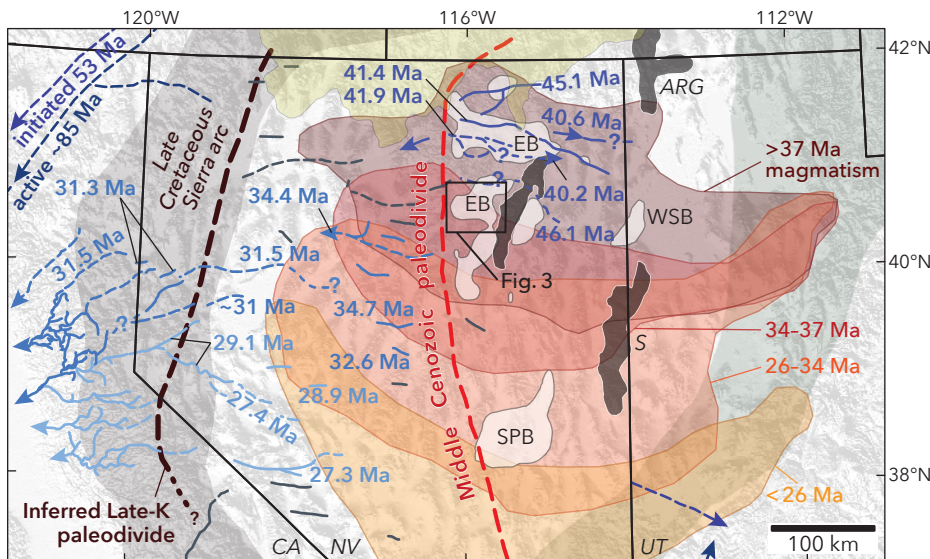 120°W
116°W
112°W
42°N
40°N
38°N
initiated 53 Ma
active ~85 Ma
Late
Cretaceous
Sierra arc
41.4 Ma
41.9 Ma
45.1 Ma
ARG
40.6 Ma
?
EB
?
>37 Ma
magmatism
31.3 Ma
34.4 Ma
?
40.2 Ma
EB
WSB
46.1 Ma
31.5 Ma
31.5 Ma
?
Fig. 3
~31 Ma
?
34.7 Ma
34–37 Ma
S
29.1 Ma
26–34 Ma
32.6 Ma
28.9 Ma
27.4 Ma
Middle Cenozoic paleodivide
SPB
27.3 Ma
<26 Ma
Inferred Late-K
paleodivide
?
CA
NV
UT
100 km